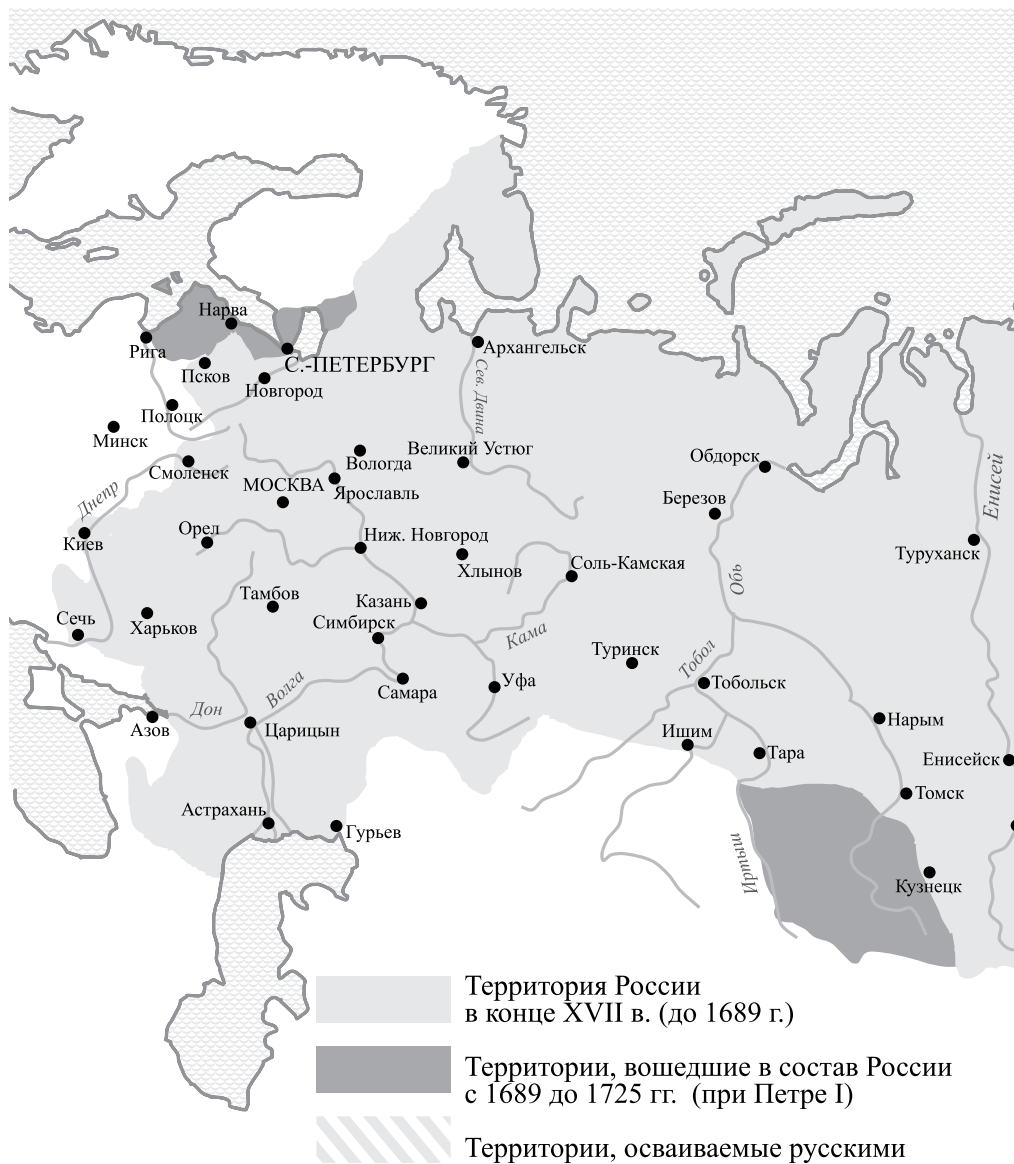 Нарва
Рига
С.-ПЕТЕРБУРГ
Псков
Новгород
Архангельск
Сев. Двина
Полоцк
Минск
Великий Устюг
Вологда
Смоленск
МОСКВА
Ярославль
Обдорск
Березов
Енисей
Днепр
Киев
Орел
Ниж. Новгород
Хлынов
Соль-Камская
Туруханск
Обь
Тамбов
Казань
Симбирск
Сечь
Харьков
Кама
Туринск
Тобол
Тобольск
Волга
Самара
Уфа
Дон
Азов
Царицын
Ишим
Тара
Нарым
Енисейск
Томск
Астрахань
Гурьев
Иртыш
Кузнецк
Территория России
в конце XVII в. (до 1689 г.)
Территории, вошедшие в состав России
с 1689 до 1725 гг. (при Петре I)
Территории, осваиваемые русскими